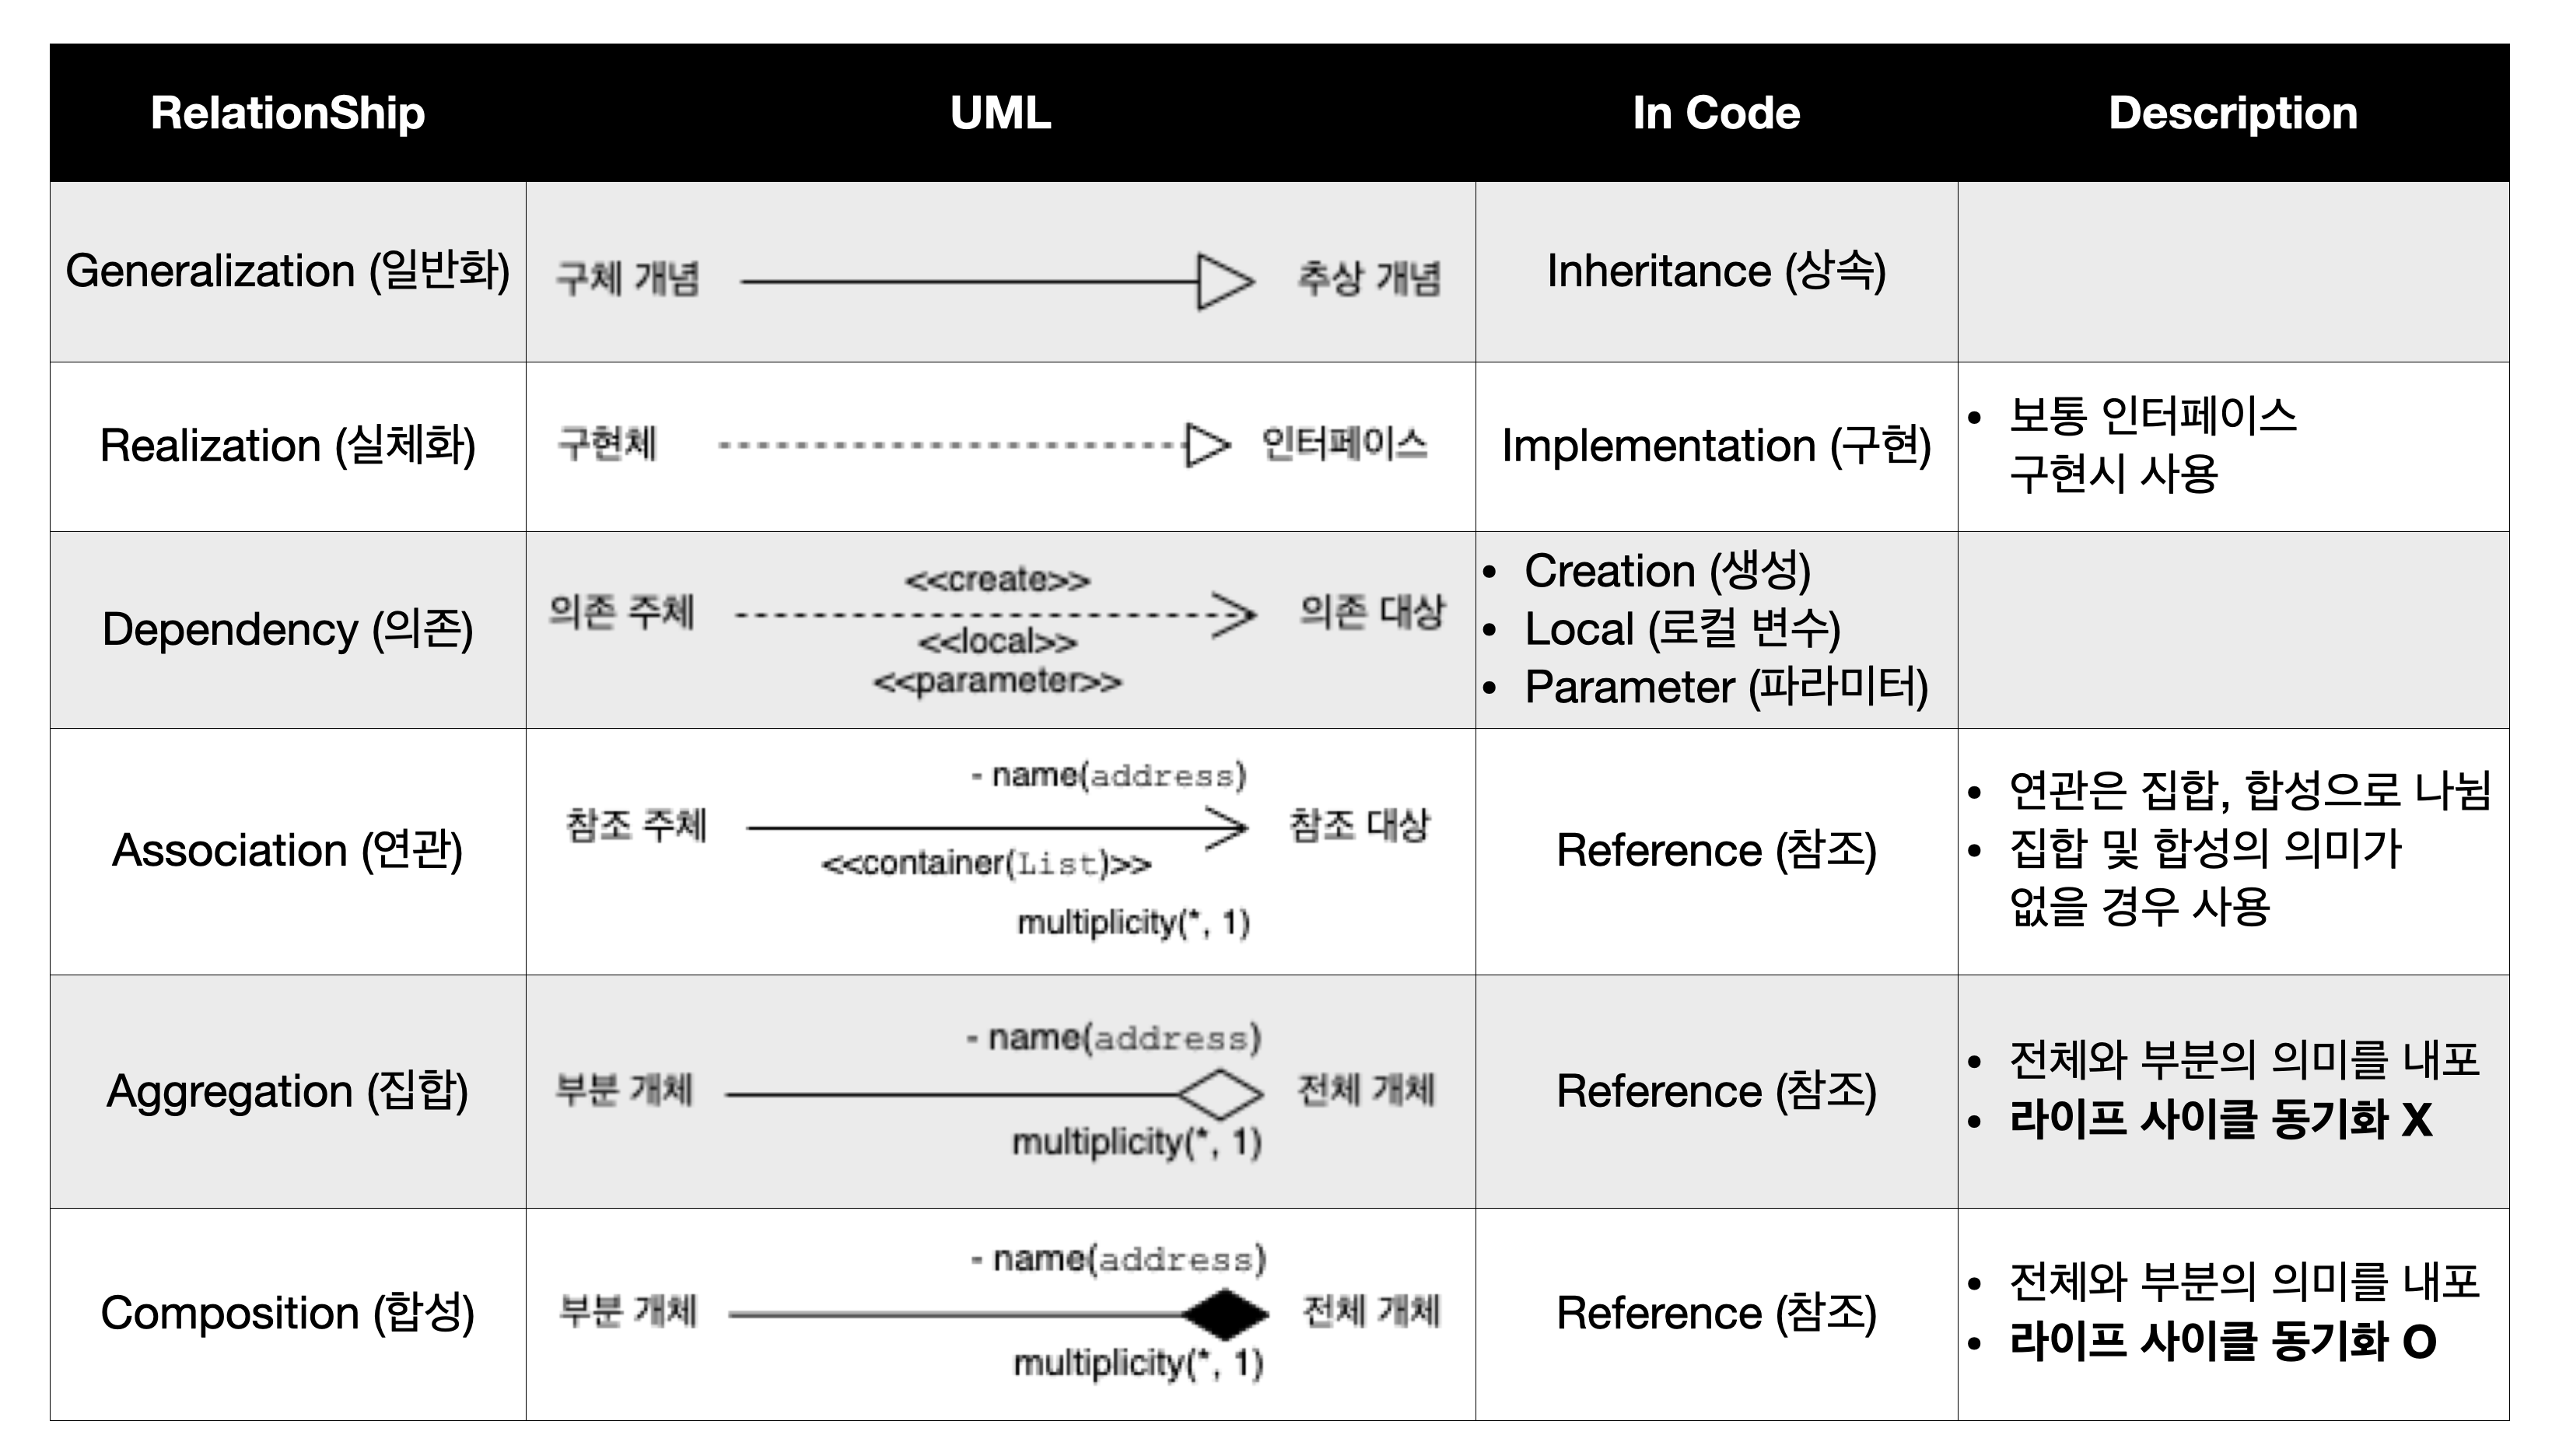 RelationShip
UML
In Code
Description
Generalization (일반화)
구체 개념
추상 개념
Inheritance (상속)
Realization (실체화)
구현체
인터페이스
Implementation (구현)
• 보통 인터페이스
구현시 사용
Dependency (의존)
<<create>>
의존 주체
의존 대상
<<local>>
<<parameter>>
• Creation (생성)
• Local (로컬 변수)
• Parameter (파라미터)
Association (연관)
- name(address)
참조 주체
참조 대상
<<container(List)>>
multiplicity(*, 1)
Reference (참조)
• 연관은 집합, 합성으로 나뉨
• 집합 및 합성의 의미가
없을 경우 사용
Aggregation (집합)
- name(address)
부분 개체
전체 개체
multiplicity(*, 1)
Reference (참조)
• 전체와 부분의 의미를 내포
• 라이프 사이클 동기화 X
Composition (합성)
- name(address)
부분 개체
전체 개체
multiplicity(*, 1)
Reference (참조)
• 전체와 부분의 의미를 내포
• 라이프 사이클 동기화 O